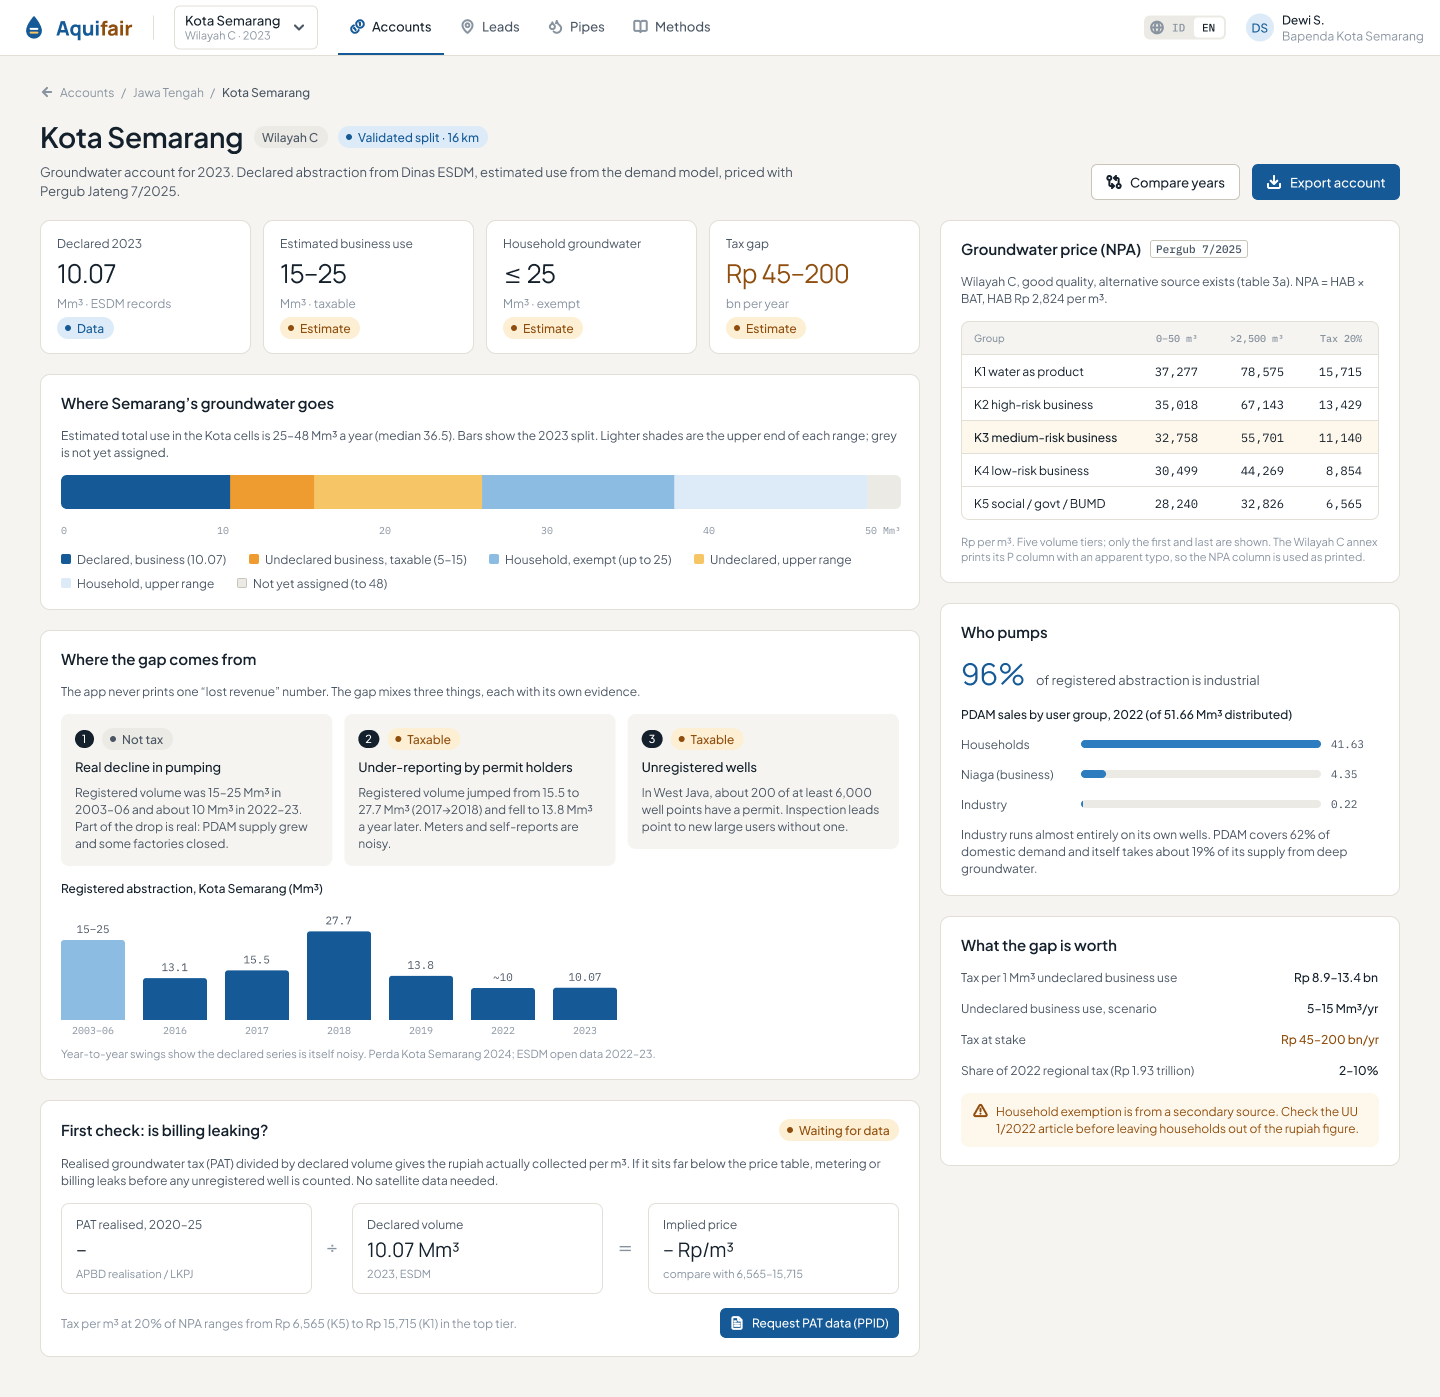 Aquifair
Kota Semarang
Wilayah C · 2023
Accounts
Leads
Pipes
Methods
ID
EN
DS
Dewi S.
Bapenda Kota Semarang
Accounts / Jawa Tengah / Kota Semarang
Kota Semarang
Wilayah C
Validated split · 16 km
Groundwater account for 2023. Declared abstraction from Dinas ESDM, estimated use from the demand model, priced with
Pergub Jateng 7/2025.
Compare years
Export account
Declared 2023
10.07
Mm³ · ESDM records
Data
Estimated business use
15–25
Mm³ · taxable
Estimate
Household groundwater
≤ 25
Mm³ · exempt
Estimate
Tax gap
Rp 45–200
bn per year
Estimate
Where Semarang’s groundwater goes
Estimated total use in the Kota cells is 25–48 Mm³ a year (median 36.5). Bars show the 2023 split. Lighter shades are the upper end of each range; grey
is not yet assigned.
0 10 20 30 40 50 Mm³
Declared, business (10.07)
Undeclared business, taxable (5–15)
Household, exempt (up to 25)
Undeclared, upper range
Household, upper range
Not yet assigned (to 48)
Where the gap comes from
The app never prints one “lost revenue” number. The gap mixes three things, each with its own evidence.
1 Not tax
Real decline in pumping
Registered volume was 15–25 Mm³ in
2003–06 and about 10 Mm³ in 2022–23.
Part of the drop is real: PDAM supply grew
and some factories closed.
2 Taxable
Under-reporting by permit holders
Registered volume jumped from 15.5 to
27.7 Mm³ (2017→2018) and fell to 13.8 Mm³
a year later. Meters and self-reports are
noisy.
3 Taxable
Unregistered wells
In West Java, about 200 of at least 6,000
well points have a permit. Inspection leads
point to new large users without one.
Registered abstraction, Kota Semarang (Mm³)
15–25 13.1 15.5 27.7 13.8 ~10 10.07
2003–06 2016 2017 2018 2019 2022 2023
Year-to-year swings show the declared series is itself noisy. Perda Kota Semarang 2024; ESDM open data 2022–23.
First check: is billing leaking?
Waiting for data
Realised groundwater tax (PAT) divided by declared volume gives the rupiah actually collected per m³. If it sits far below the price table, metering or
billing leaks before any unregistered well is counted. No satellite data needed.
PAT realised, 2020–25
–
APBD realisation / LKPJ
÷
Declared volume
10.07 Mm³
2023, ESDM
=
Implied price
– Rp/m³
compare with 6,565–15,715
Tax per m³ at 20% of NPA ranges from Rp 6,565 (K5) to Rp 15,715 (K1) in the top tier.
Request PAT data (PPID)
Groundwater price (NPA)
Pergub 7/2025
Wilayah C, good quality, alternative source exists (table 3a). NPA = HAB ×
BAT, HAB Rp 2,824 per m³.
Group 0–50 m³ >2,500 m³ Tax 20%
K1 water as product 37,277 78,575 15,715
K2 high-risk business 35,018 67,143 13,429
K3 medium-risk business 32,758 55,701 11,140
K4 low-risk business 30,499 44,269 8,854
K5 social / govt / BUMD 28,240 32,826 6,565
Rp per m³. Five volume tiers; only the first and last are shown. The Wilayah C annex
prints its P column with an apparent typo, so the NPA column is used as printed.
Who pumps
96% of registered abstraction is industrial
PDAM sales by user group, 2022 (of 51.66 Mm³ distributed)
Households 41.63
Niaga (business) 4.35
Industry 0.22
Industry runs almost entirely on its own wells. PDAM covers 62% of
domestic demand and itself takes about 19% of its supply from deep
groundwater.
What the gap is worth
Tax per 1 Mm³ undeclared business use Rp 8.9–13.4 bn
Undeclared business use, scenario 5–15 Mm³/yr
Tax at stake Rp 45–200 bn/yr
Share of 2022 regional tax (Rp 1.93 trillion) 2–10%
Household exemption is from a secondary source. Check the UU
1/2022 article before leaving households out of the rupiah figure.